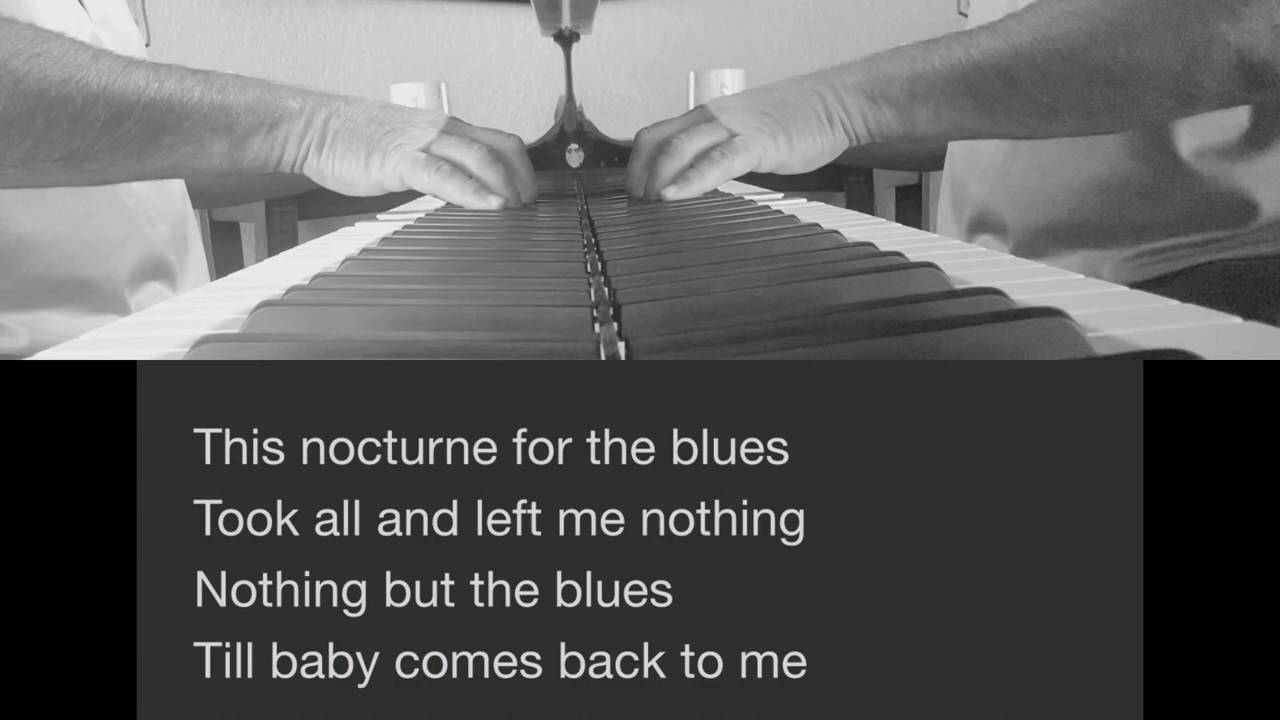 This nocturne for the blues
Took all and left me nothing
Nothing but the blues
Till baby comes back to me